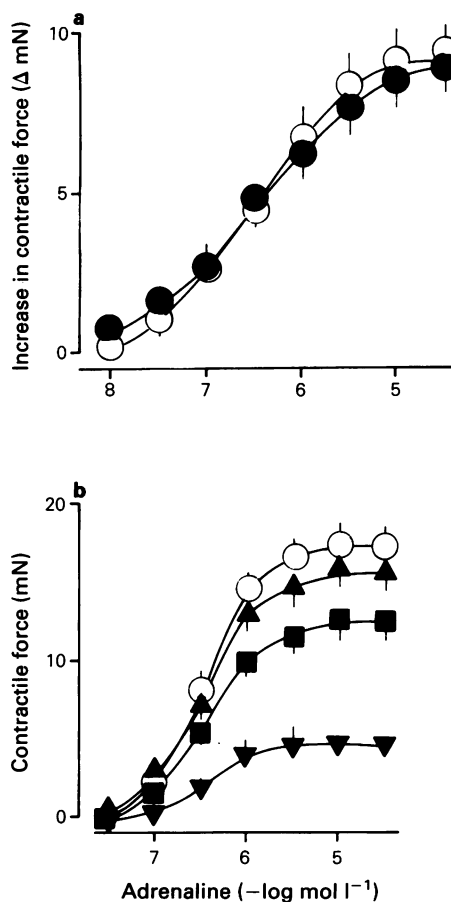 a
Increase in contractile force (Δ mN)
10
5
0
8 7 6 5
b
Contractile force (mN)
20
10
0
7 6 5
Adrenaline (−log mol l⁻¹)